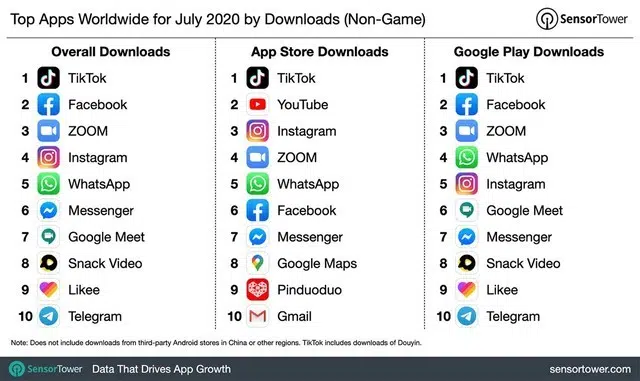 Top Apps Worldwide for July 2020 by Downloads (Non-Game)
SensorTower
Overall Downloads
1 TikTok
2 Facebook
3 ZOOM
4 Instagram
5 WhatsApp
6 Messenger
7 Google Meet
8 Snack Video
9 Likee
10 Telegram
App Store Downloads
1 TikTok
2 YouTube
3 Instagram
4 ZOOM
5 WhatsApp
6 Facebook
7 Messenger
8 Google Maps
9 Pinduoduo
10 Gmail
Google Play Downloads
1 TikTok
2 Facebook
3 ZOOM
4 WhatsApp
5 Instagram
6 Google Meet
7 Messenger
8 Snack Video
9 Likee
10 Telegram
Note: Does not include downloads from third-party Android stores in China or other regions. TikTok includes downloads of Douyin.
SensorTower Data That Drives App Growth sensortower.com